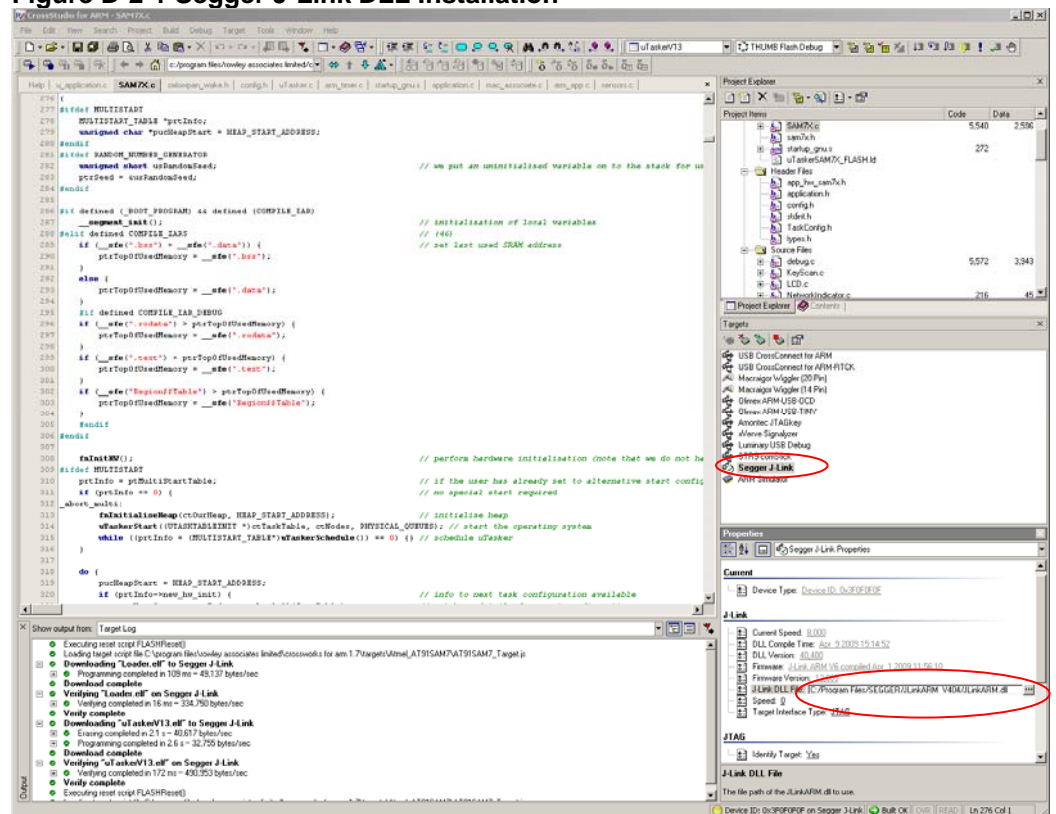 Figure D-2-1 Segger J-Link DLL Installation
CrossStudio for ARM - SAM7X.c
File Edit View Search Project Build Debug Target Tools Window Help
uTaskerV13 THUMB Flash Debug
c:/program files/rowley associates limited/c
Help u_application.c SAM7X.c config.h uTasker.c arm_timer.c startup_gnu.s application.c mac_associate.c arm_app.c sensors.c
276 {
277 #ifdef MULTISTART
278 MULTISTART_TABLE *prtInfo;
279 unsigned char *pucHeapStart = HEAP_START_ADDRESS;
280 #endif
281 #ifdef RANDOM_NUMBER_GENERATOR
282 unsigned short usRandomSeed; // we put an uninitialised variable on to the stack for us
283 ptrSeed = &usRandomSeed;
284 #endif
285
286 #if defined (_BOOT_PROGRAM) && defined (COMPILE_IAR)
287 __segment_init(); // initialisation of local variables
288 #elif defined COMPILE_IAR5 // {46}
289 if (__sfe(".bss") > __sfe(".data")) { // set last used SRAM address
290 ptrTopOfUsedMemory = __sfe(".bss");
291 }
292 else {
293 ptrTopOfUsedMemory = __sfe(".data");
294 }
295 #if defined COMPILE_IAR_DEBUG
296 if (__sfe(".rodata") > ptrTopOfUsedMemory) {
297 ptrTopOfUsedMemory = __sfe(".rodata");
298 }
299 if (__sfe(".text") > ptrTopOfUsedMemory) {
300 ptrTopOfUsedMemory = __sfe(".text");
301 }
302 if (__sfe("Region$$Table") > ptrTopOfUsedMemory) {
303 ptrTopOfUsedMemory = __sfe("Region$$Table");
304 }
305 #endif
306 #endif
307
308 fnInitHW(); // perform hardware initialisation (note that we do not ha
309 #ifdef MULTISTART
310 prtInfo = ptMultiStartTable; // if the user has already set to alternative start config
311 if (prtInfo == 0) { // no special start required
312 _abort_multi:
313 fnInitialiseHeap(ctOurHeap, HEAP_START_ADDRESS); // initialise heap
314 uTaskerStart((UTASKTABLEINIT *)ctTaskTable, ctNodes, PHYSICAL_QUEUES); // start the operating system
315 while ((prtInfo = (MULTISTART_TABLE*)uTaskerSchedule()) == 0) {} // schedule uTasker
316 }
317
318 do {
319 pucHeapStart = HEAP_START_ADDRESS;
320 if (prtInfo->new_hw_init) { // info to next task configuration available
Project Explorer
Project Items Code Data
SAM7X.c 5,540 2,596
sam7x.h
startup_gnu.s 272
uTaskerSAM7X_FLASH.ld
Header Files
app_hw_sam7x.h
application.h
config.h
stdint.h
TaskConfig.h
types.h
Source Files
debug.c 5,572 3,943
KeyScan.c
LCD.c
NetworkIndicator.c 216 45
Project Explorer Contents
Targets
USB CrossConnect for ARM
USB CrossConnect for ARM-RTCK
Macraigor Wiggler (20 Pin)
Macraigor Wiggler (14 Pin)
Olimex ARM-USB-OCD
Olimex ARM-USB-TINY
Amontec JTAGkey
xVerve Signalyzer
Luminary USB Debug
STR9-comStick
Segger J-Link
ARM Simulator
Properties
Segger J-Link Properties
Current
Device Type: Device ID: 0x3F0F0F0F
J-Link
Current Speed: 8,000
DLL Compile Time: Apr 9 2009 15:14:52
DLL Version: 40,400
Firmware: J-Link ARM V6 compiled Apr 1 2009 11:56:10
Firmware Version:
J-Link DLL File: C:/Program Files/SEGGER/JLinkARM_V404/JLinkARM.dll
Speed: 0
Target Interface Type: JTAG
JTAG
Identify Target: Yes
J-Link DLL File
The file path of the JLinkARM.dll to use.
Show output from: Target Log
Executing reset script FLASHReset()
Loading target script file C:\program files\rowley associates limited\crossworks for arm 1.7\targets\Atmel_AT91SAM7\AT91SAM7_Target.js
Downloading "Loader.elf" to Segger J-Link
Programming completed in 109 ms – 49,137 bytes/sec
Download complete
Verifying "Loader.elf" on Segger J-Link
Verifying completed in 16 ms – 334,750 bytes/sec
Verify complete
Downloading "uTaskerV13.elf" to Segger J-Link
Erasing completed in 2.1 s – 40,617 bytes/sec
Programming completed in 2.6 s – 32,755 bytes/sec
Download complete
Verifying "uTaskerV13.elf" on Segger J-Link
Verifying completed in 172 ms – 490,953 bytes/sec
Verify complete
Executing reset script FLASHReset()
Output
Device ID: 0x3F0F0F0F on Segger J-Link Built OK OVR READ Ln 276 Col 1